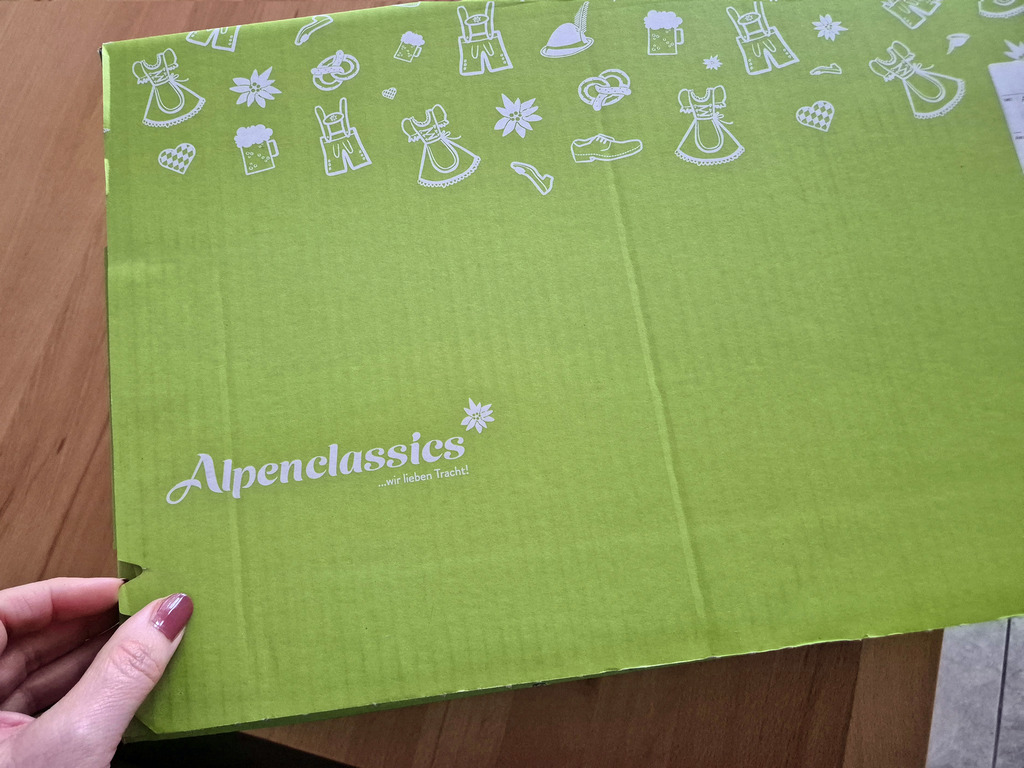 Alpenclassics
...wir lieben Tracht!